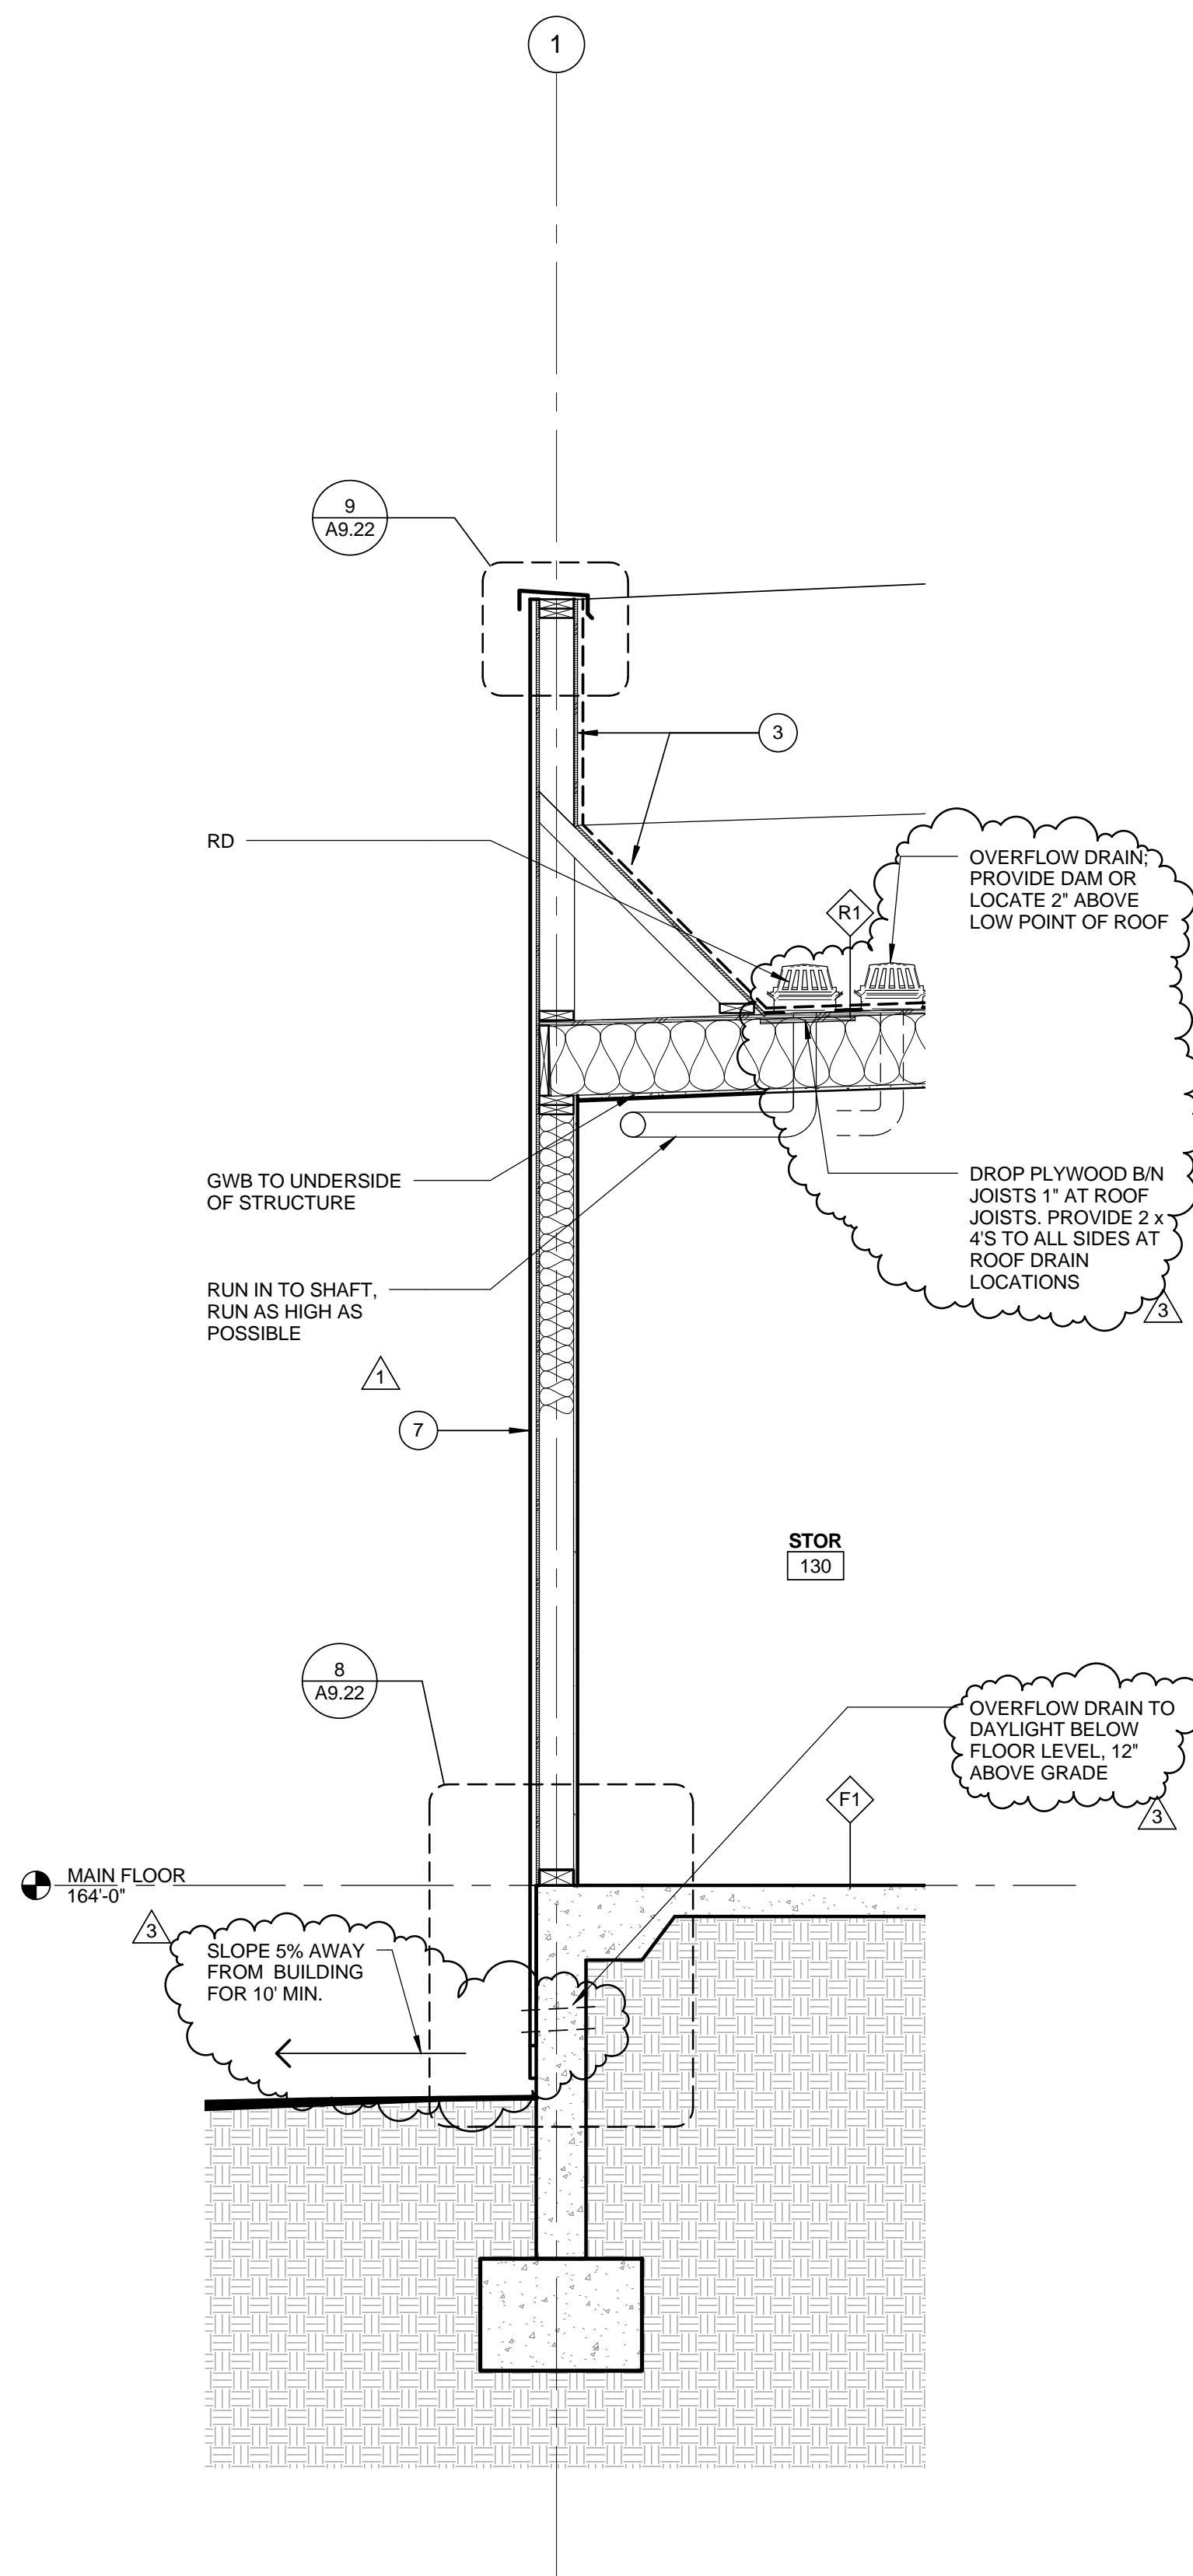 1
9
A9.22
3
RD
OVERFLOW DRAIN;
PROVIDE DAM OR
LOCATE 2" ABOVE
LOW POINT OF ROOF
R1
GWB TO UNDERSIDE
OF STRUCTURE
DROP PLYWOOD B/N
JOISTS 1" AT ROOF
JOISTS. PROVIDE 2 x
4'S TO ALL SIDES AT
ROOF DRAIN
LOCATIONS
3
RUN IN TO SHAFT,
RUN AS HIGH AS
POSSIBLE
1
7
STOR
130
8
A9.22
OVERFLOW DRAIN TO
DAYLIGHT BELOW
FLOOR LEVEL, 12"
ABOVE GRADE
3
F1
MAIN FLOOR
164'-0"
3
SLOPE 5% AWAY
FROM BUILDING
FOR 10' MIN.